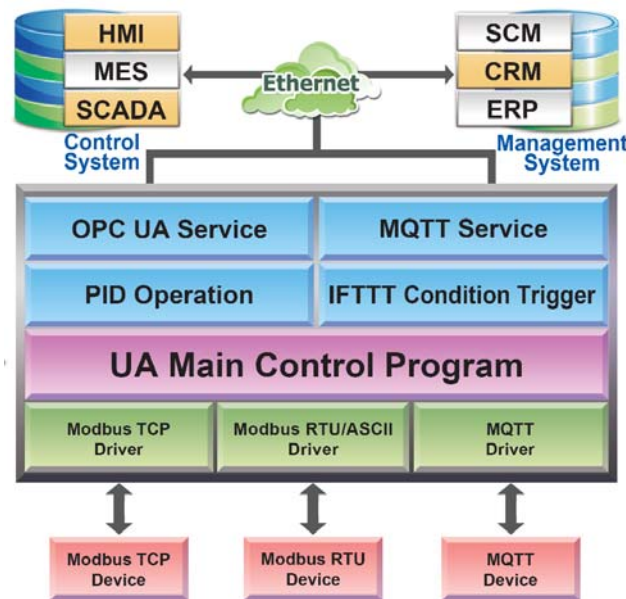 HMI
MES
SCADA
Control
System
Ethernet
SCM
CRM
ERP
Management
System
OPC UA Service
MQTT Service
PID Operation
IFTTT Condition Trigger
UA Main Control Program
Modbus TCP
Driver
Modbus RTU/ASCII
Driver
MQTT
Driver
Modbus TCP
Device
Modbus RTU
Device
MQTT
Device